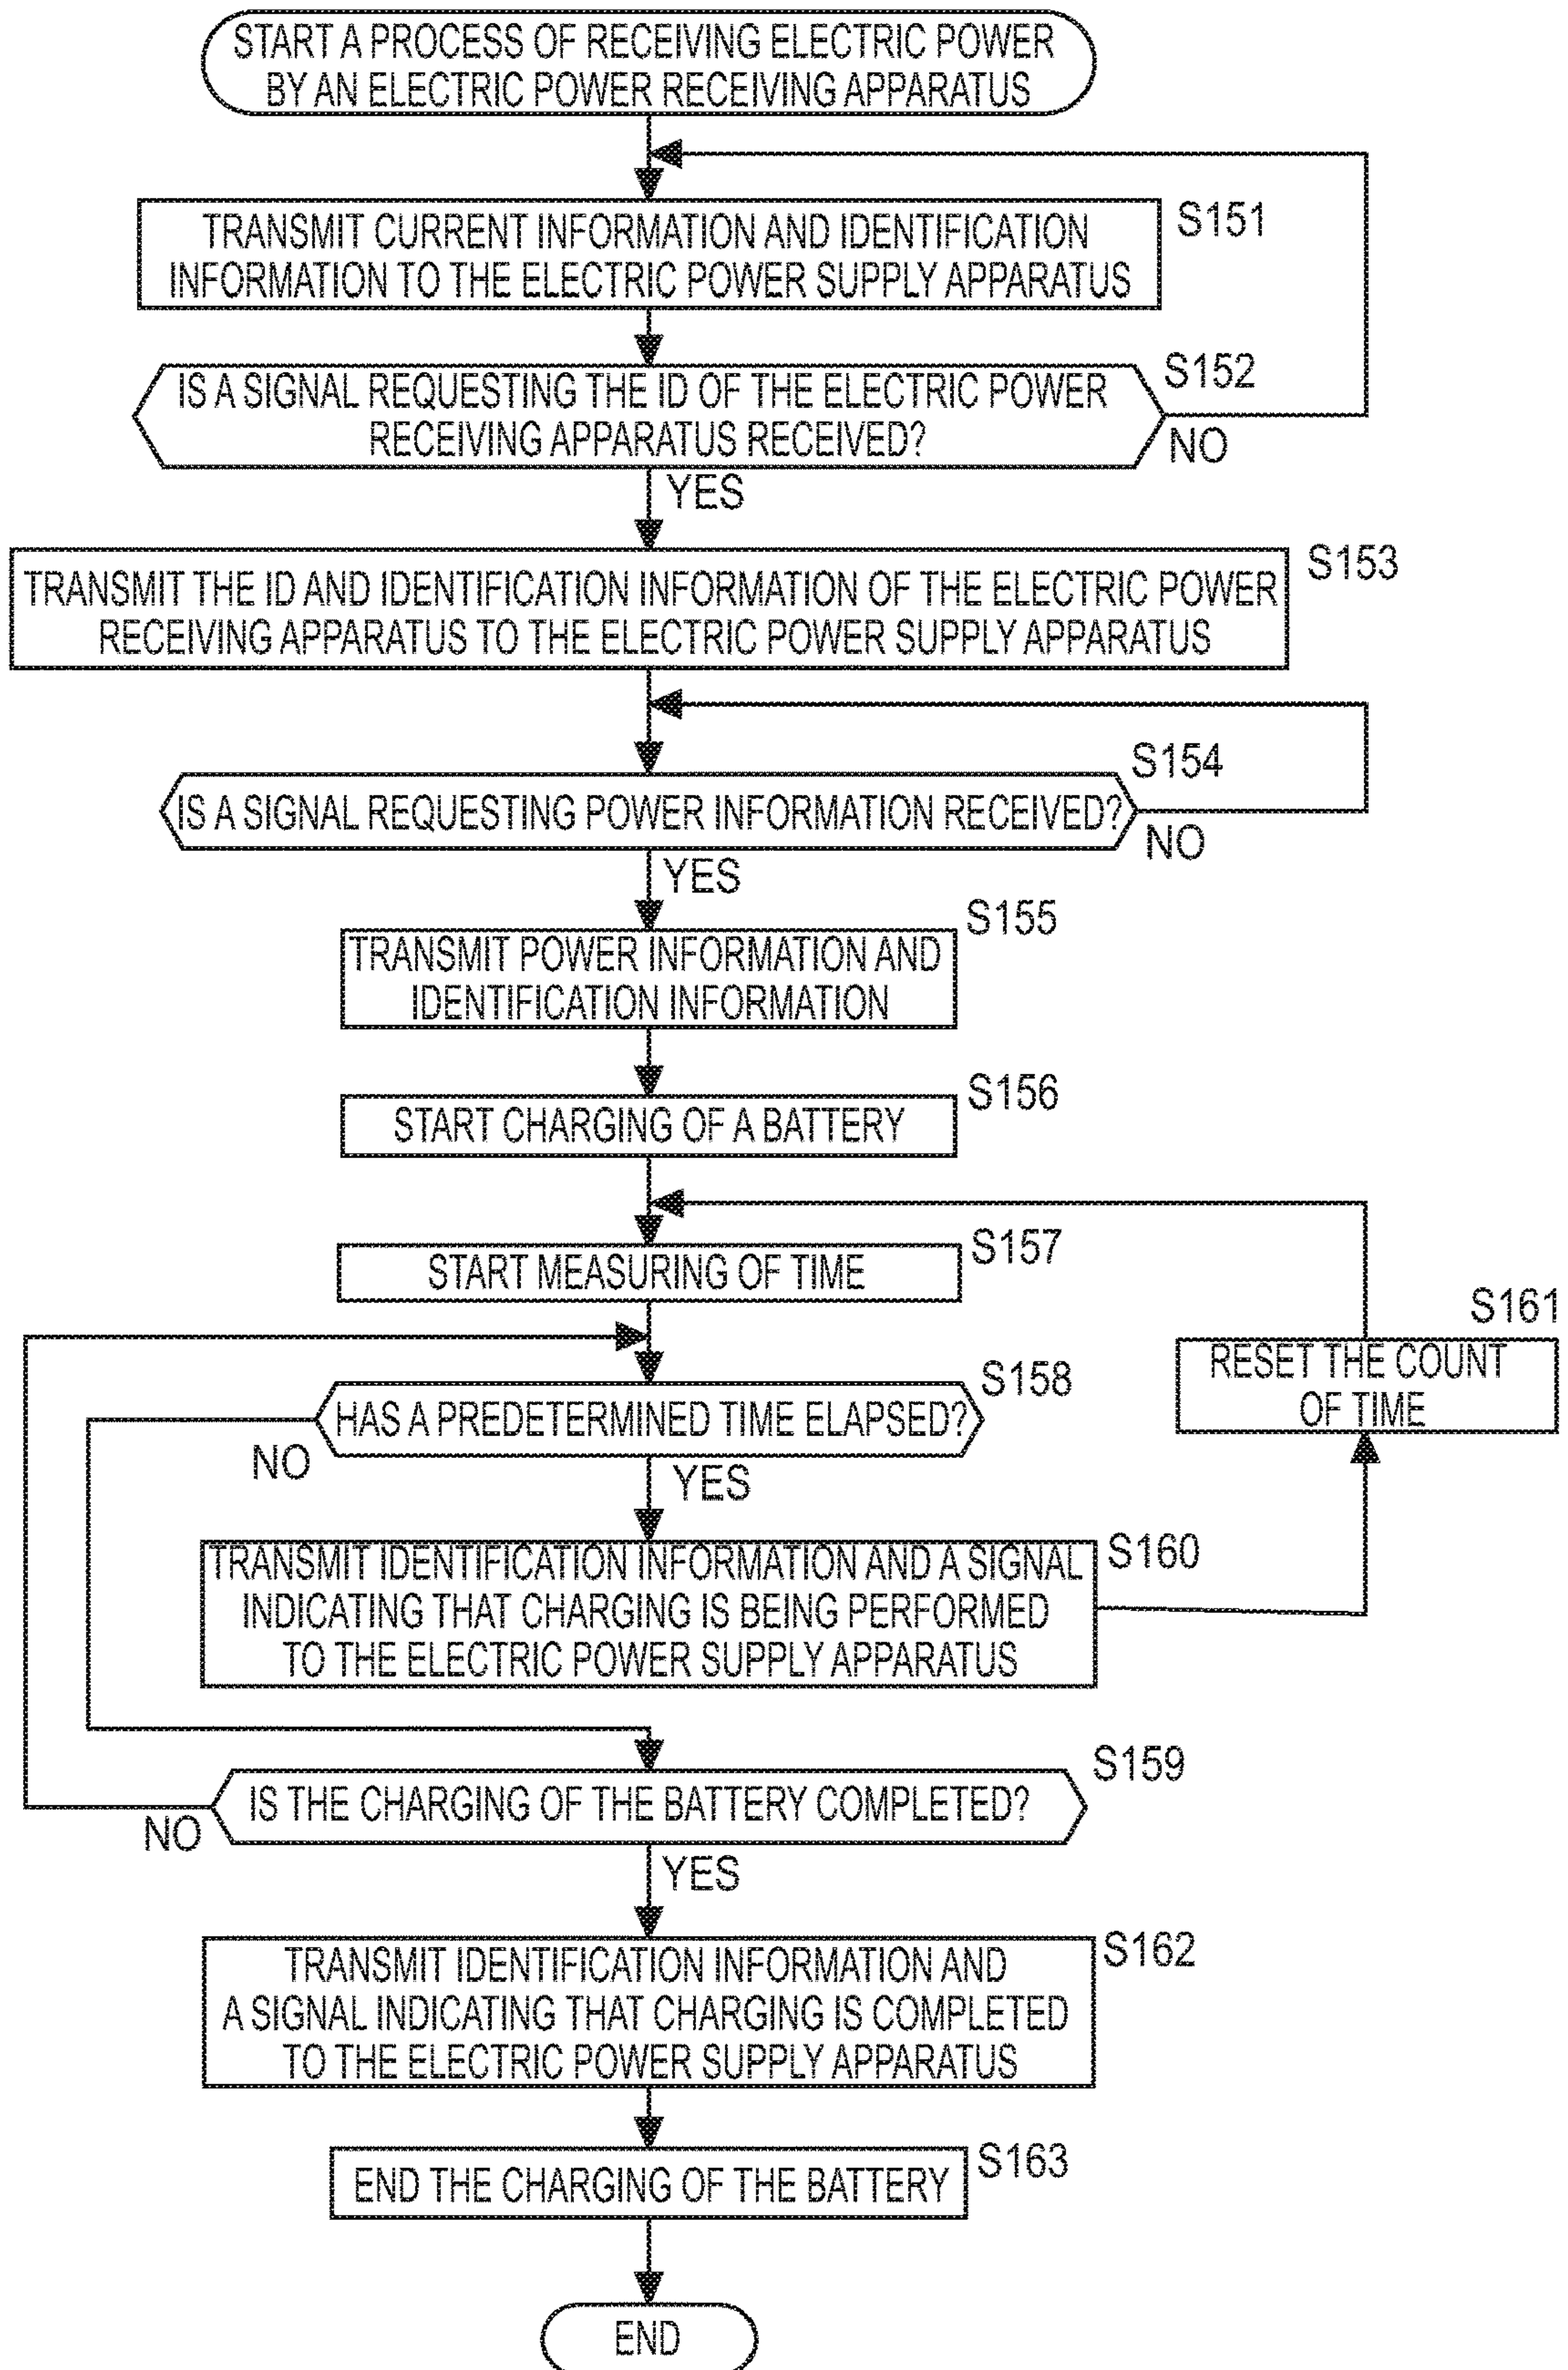 START A PROCESS OF RECEIVING ELECTRIC POWER
BY AN ELECTRIC POWER RECEIVING APPARATUS
S151
TRANSMIT CURRENT INFORMATION AND IDENTIFICATION
INFORMATION TO THE ELECTRIC POWER SUPPLY APPARATUS
S152
IS A SIGNAL REQUESTING THE ID OF THE ELECTRIC POWER
RECEIVING APPARATUS RECEIVED?
NO
YES
S153
TRANSMIT THE ID AND IDENTIFICATION INFORMATION OF THE ELECTRIC POWER
RECEIVING APPARATUS TO THE ELECTRIC POWER SUPPLY APPARATUS
S154
IS A SIGNAL REQUESTING POWER INFORMATION RECEIVED?
NO
YES
S155
TRANSMIT POWER INFORMATION AND
IDENTIFICATION INFORMATION
S156
START CHARGING OF A BATTERY
S157
START MEASURING OF TIME
S161
RESET THE COUNT
OF TIME
S158
HAS A PREDETERMINED TIME ELAPSED?
NO
YES
S160
TRANSMIT IDENTIFICATION INFORMATION AND A SIGNAL
INDICATING THAT CHARGING IS BEING PERFORMED
TO THE ELECTRIC POWER SUPPLY APPARATUS
S159
IS THE CHARGING OF THE BATTERY COMPLETED?
NO
YES
S162
TRANSMIT IDENTIFICATION INFORMATION AND
A SIGNAL INDICATING THAT CHARGING IS COMPLETED
TO THE ELECTRIC POWER SUPPLY APPARATUS
S163
END THE CHARGING OF THE BATTERY
END